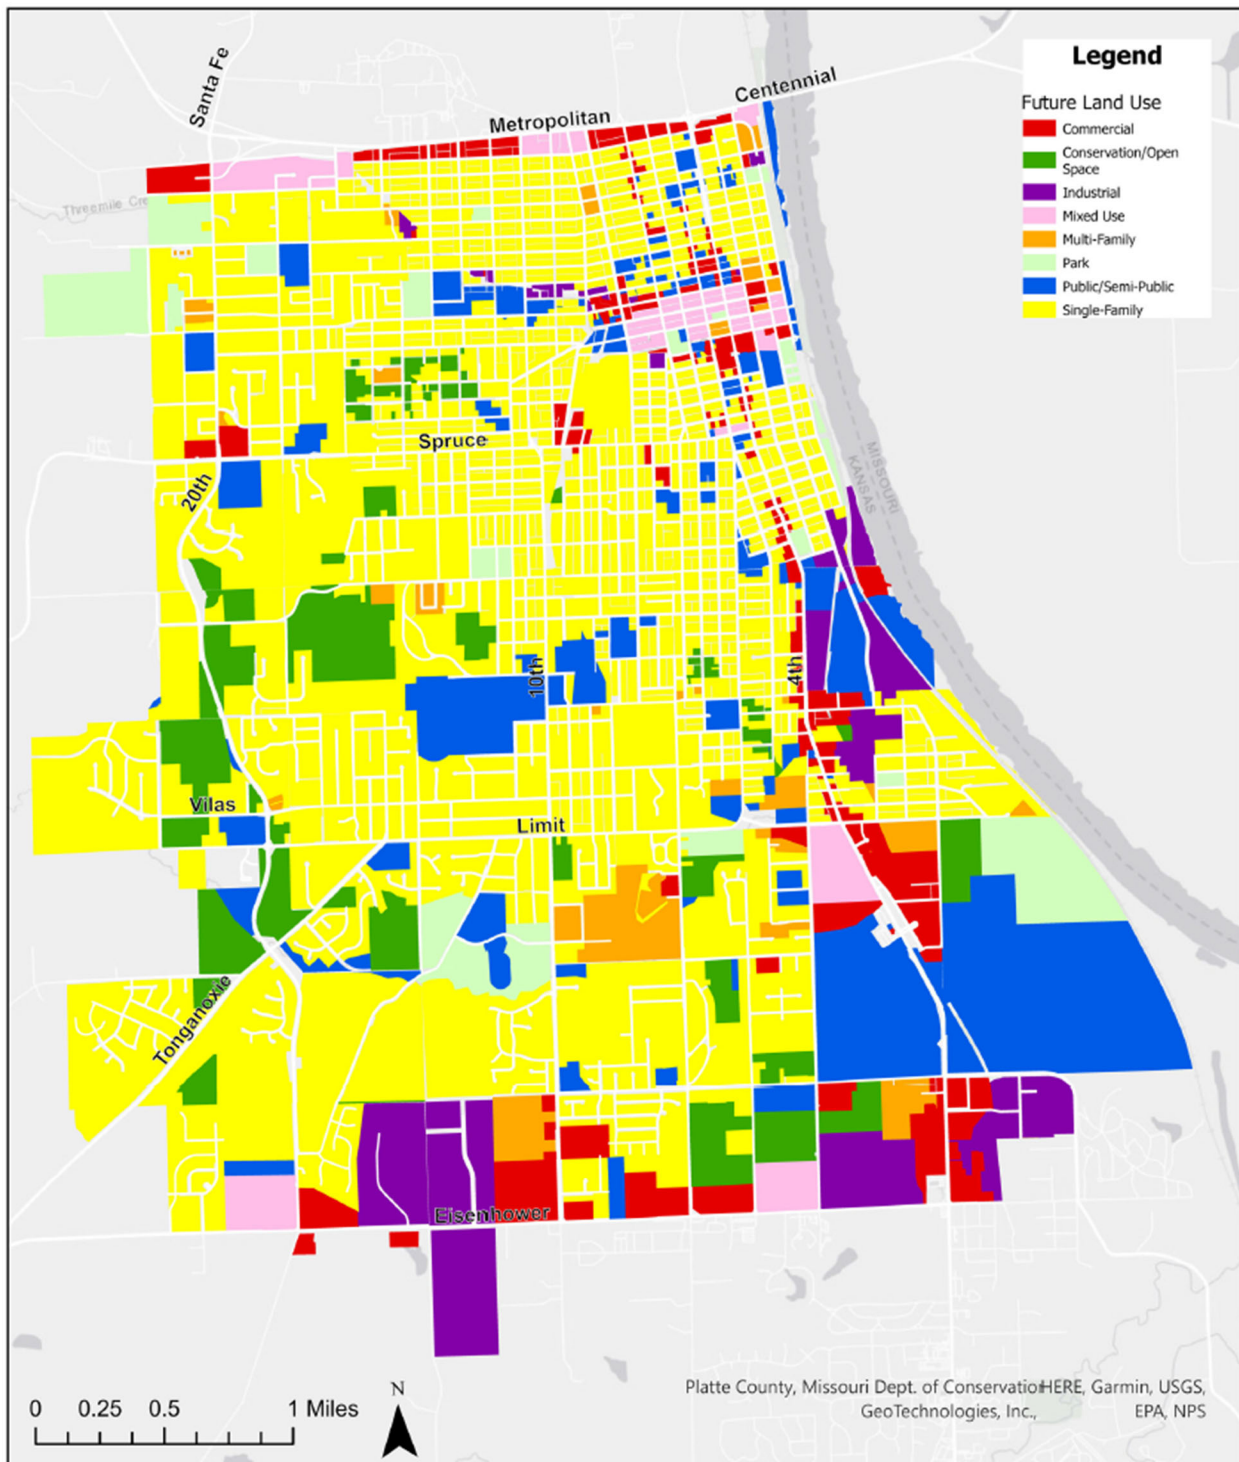 Legend
Future Land Use
Commercial
Conservation/Open
Space
Industrial
Mixed Use
Multi-Family
Park
Public/Semi-Public
Single-Family
Santa Fe
Metropolitan
Centennial
Threemile Cre
Spruce
20th
MISSOURI
KANSAS
10th
4th
Vilas
Limit
Tonganoxie
Eisenhower
0 0.25 0.5 1 Miles
N
Platte County, Missouri Dept. of Conservation HERE, Garmin, USGS,
GeoTechnologies, Inc., EPA, NPS